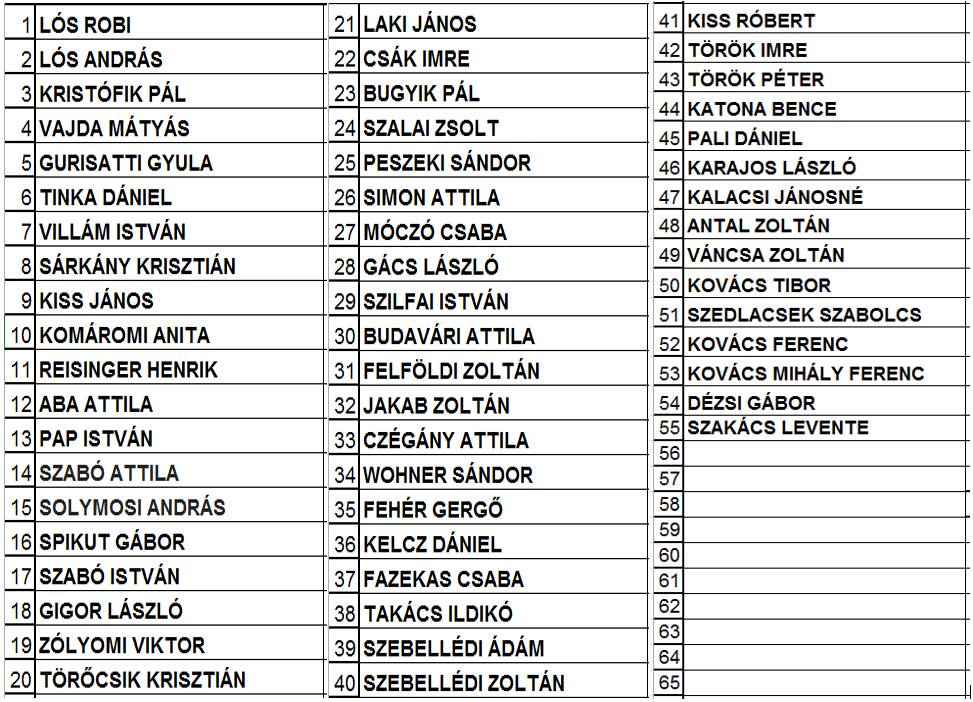 1 LÓS ROBI
2 LÓS ANDRÁS
3 KRISTÓFIK PÁL
4 VAJDA MÁTYÁS
5 GURISATTI GYULA
6 TINKA DÁNIEL
7 VILLÁM ISTVÁN
8 SÁRKÁNY KRISZTIÁN
9 KISS JÁNOS
10 KOMÁROMI ANITA
11 REISINGER HENRIK
12 ABA ATTILA
13 PAP ISTVÁN
14 SZABÓ ATTILA
15 SOLYMOSI ANDRÁS
16 SPIKUT GÁBOR
17 SZABÓ ISTVÁN
18 GIGOR LÁSZLÓ
19 ZÓLYOMI VIKTOR
20 TÖRŐCSIK KRISZTIÁN
21 LAKI JÁNOS
22 CSÁK IMRE
23 BUGYIK PÁL
24 SZALAI ZSOLT
25 PESZEKI SÁNDOR
26 SIMON ATTILA
27 MÓCZÓ CSABA
28 GÁCS LÁSZLÓ
29 SZILFAI ISTVÁN
30 BUDAVÁRI ATTILA
31 FELFÖLDI ZOLTÁN
32 JAKAB ZOLTÁN
33 CZÉGÁNY ATTILA
34 WOHNER SÁNDOR
35 FEHÉR GERGŐ
36 KELCZ DÁNIEL
37 FAZEKAS CSABA
38 TAKÁCS ILDIKÓ
39 SZEBELLÉDI ÁDÁM
40 SZEBELLÉDI ZOLTÁN
41 KISS RÓBERT
42 TÖRÖK IMRE
43 TÖRÖK PÉTER
44 KATONA BENCE
45 PALI DÁNIEL
46 KARAJOS LÁSZLÓ
47 KALACSI JÁNOSNÉ
48 ANTAL ZOLTÁN
49 VÁNCSA ZOLTÁN
50 KOVÁCS TIBOR
51 SZEDLACSEK SZABOLCS
52 KOVÁCS FERENC
53 KOVÁCS MIHÁLY FERENC
54 DÉZSI GÁBOR
55 SZAKÁCS LEVENTE
56
57
58
59
60
61
62
63
64
65